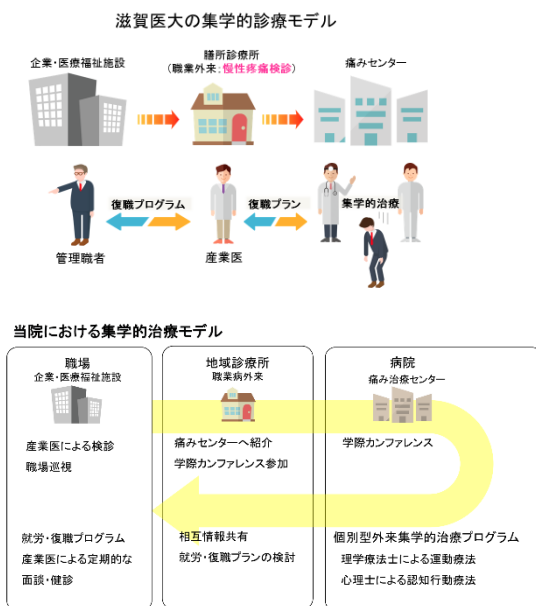 滋賀医大の集学的診療モデル
企業・医療福祉施設
膳所診療所
(職業外来:慢性疼痛検診)
痛みセンター
復職プログラム
復職プラン
集学的治療
管理職者
産業医
当院における集学的治療モデル
職場
企業・医療福祉施設
産業医による検診
職場巡視
就労・復職プログラム
産業医による定期的な
面談・健診
地域診療所
職業病外来
痛みセンターへ紹介
学際カンファレンス参加
相互情報共有
就労・復職プランの検討
病院
痛み治療センター
学際カンファレンス
個別型外来集学的治療プログラム
理学療法士による運動療法
心理士による認知行動療法